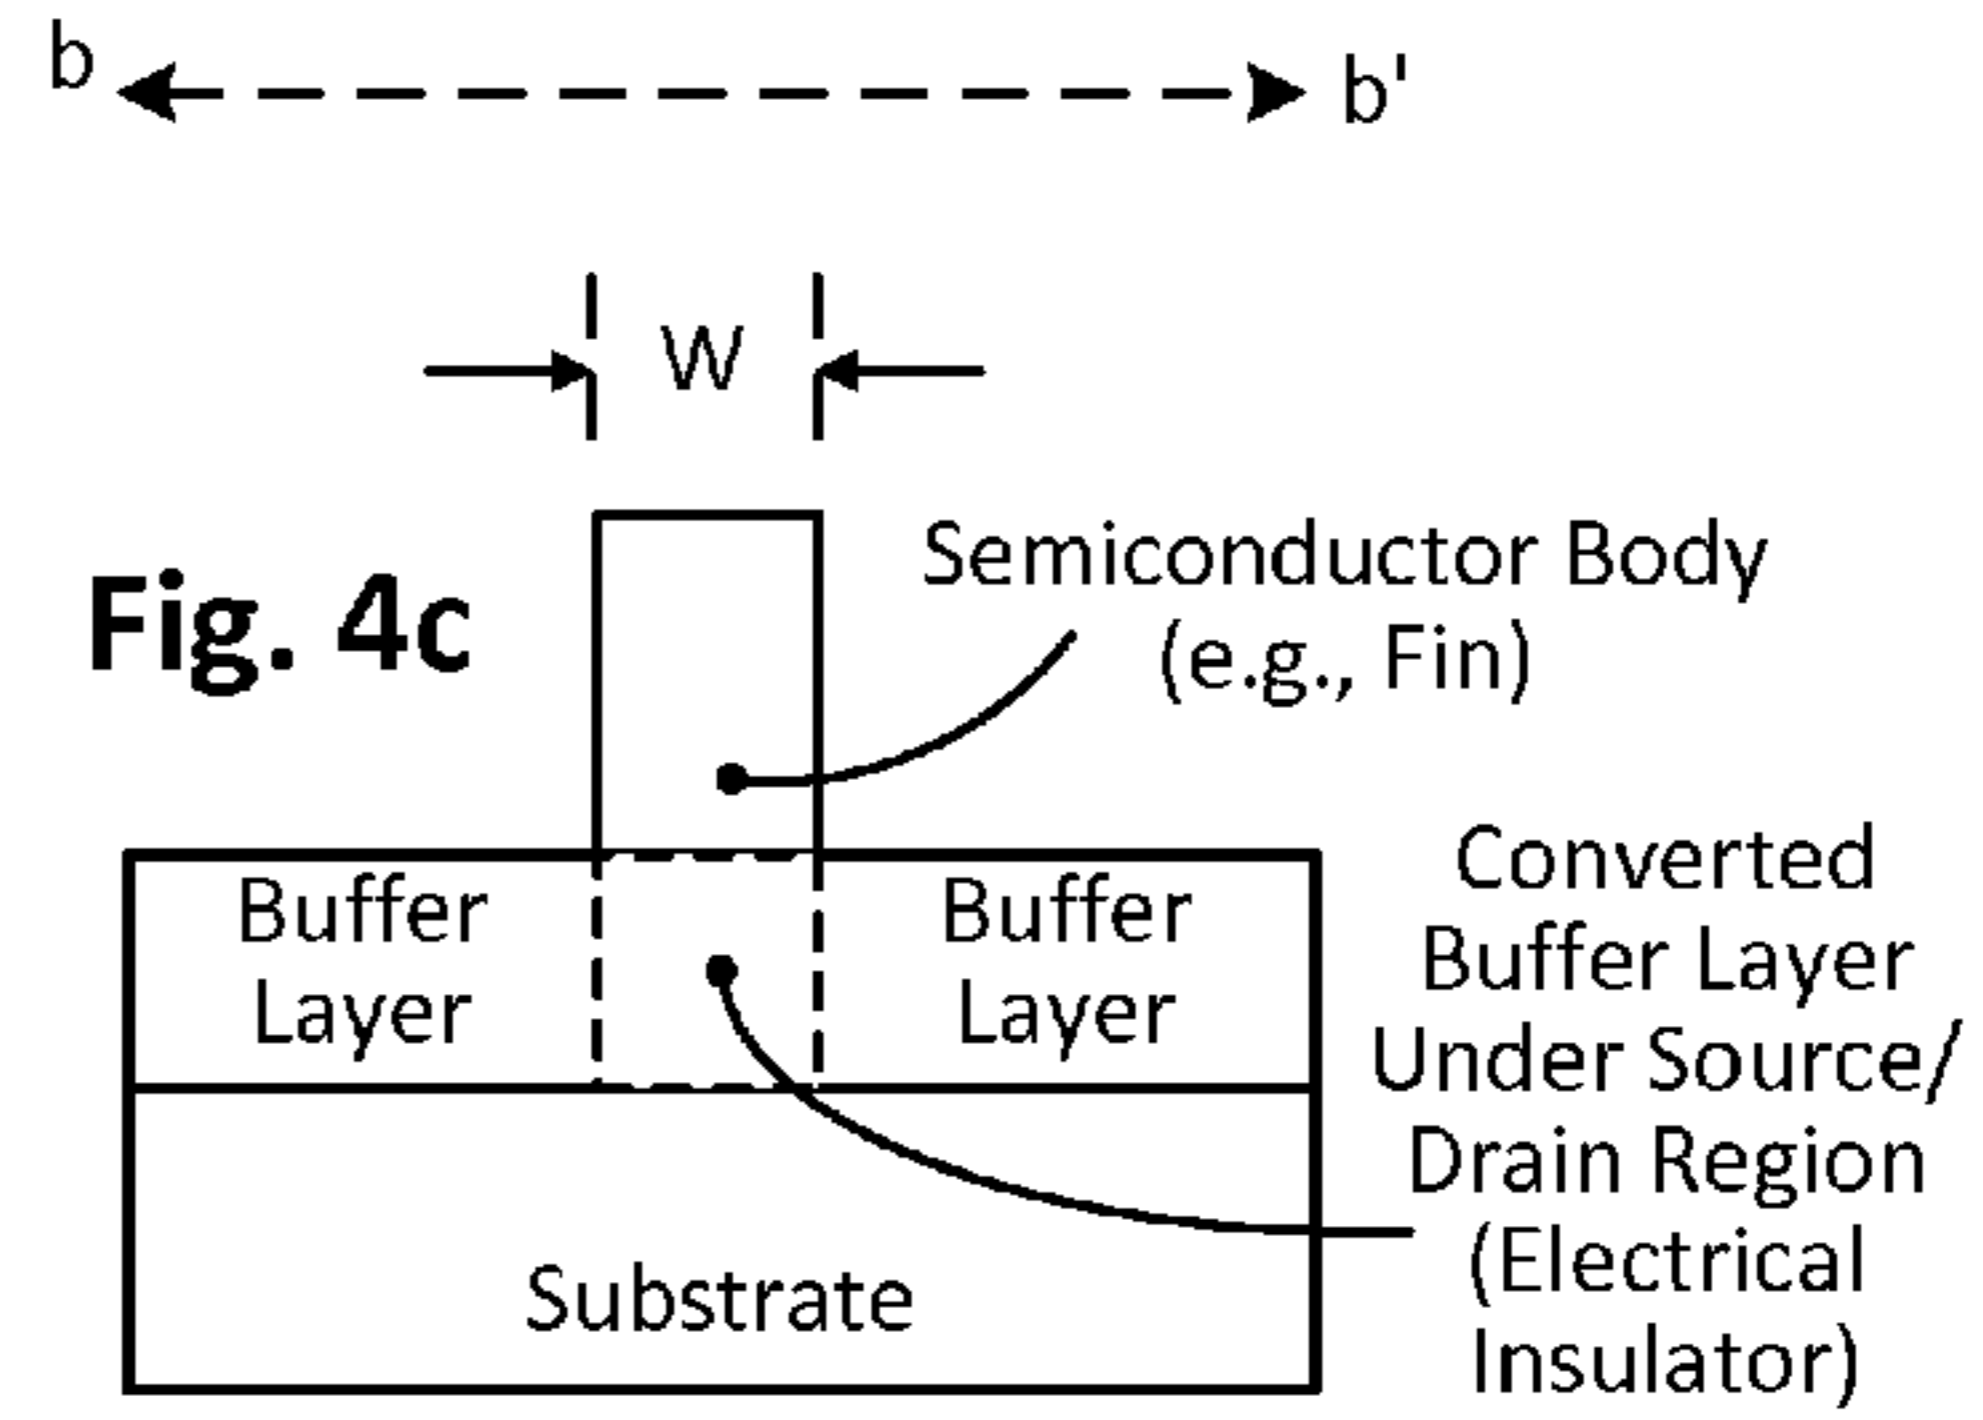 b
b'
W
Semiconductor Body
(e.g., Fin)
Fig. 4c
Buffer
Layer
Buffer
Layer
Converted
Buffer Layer
Under Source/
Drain Region
(Electrical
Insulator)
Substrate